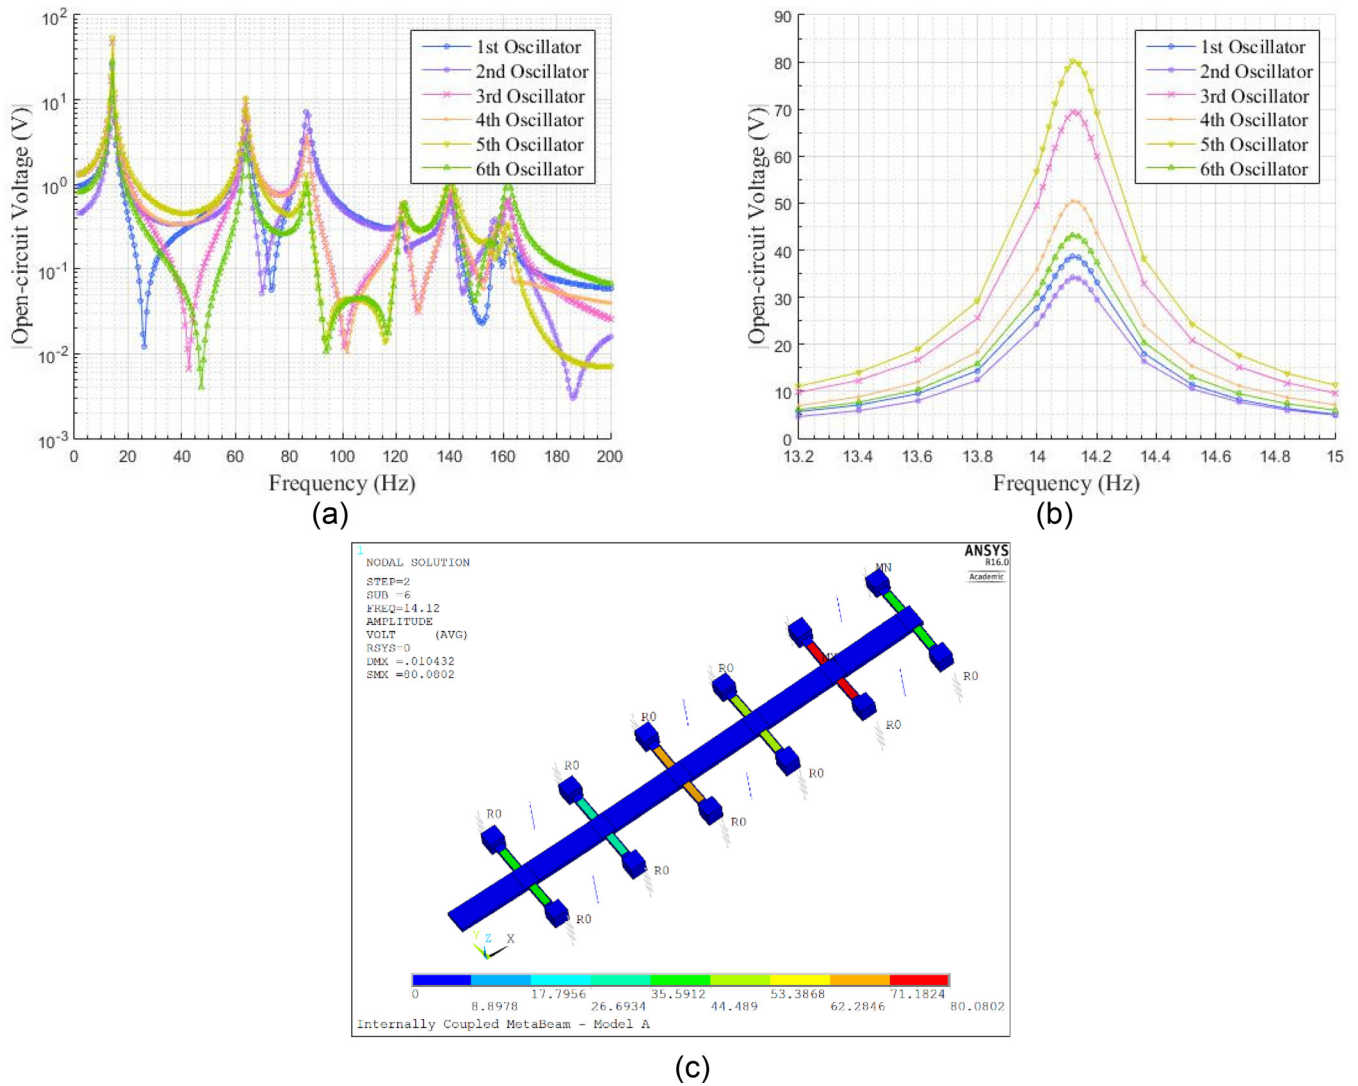 10^2
10^1
10^0
10^-1
10^-2
10^-3
|Open-circuit Voltage (V)|
1st Oscillator
2nd Oscillator
3rd Oscillator
4th Oscillator
5th Oscillator
6th Oscillator
0 20 40 60 80 100 120 140 160 180 200
Frequency (Hz)
(a)
90
80
70
60
50
40
30
20
10
0
|Open-circuit Voltage (V)|
1st Oscillator
2nd Oscillator
3rd Oscillator
4th Oscillator
5th Oscillator
6th Oscillator
13.2 13.4 13.6 13.8 14 14.2 14.4 14.6 14.8 15
Frequency (Hz)
(b)
1
NODAL SOLUTION
STEP=2
SUB =6
FREQ=14.12
AMPLITUDE
VOLT (AVG)
RSYS=0
DMX =.010432
SMX =80.0802
ANSYS
R16.0
Academic
MN
R0
R0
R0
R0
R0
R0
R0
R0
R0
R0
Y Z X
0 17.7956 35.5912 53.3868 71.1824
8.8978 26.6934 44.489 62.2846 80.0802
Internally Coupled MetaBeam - Model A
(c)